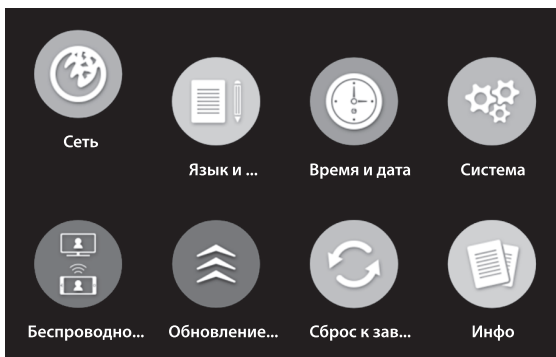 Сеть
Язык и ...
Время и дата
Система
Беспроводно...
Обновление...
Сброс к зав...
Инфо